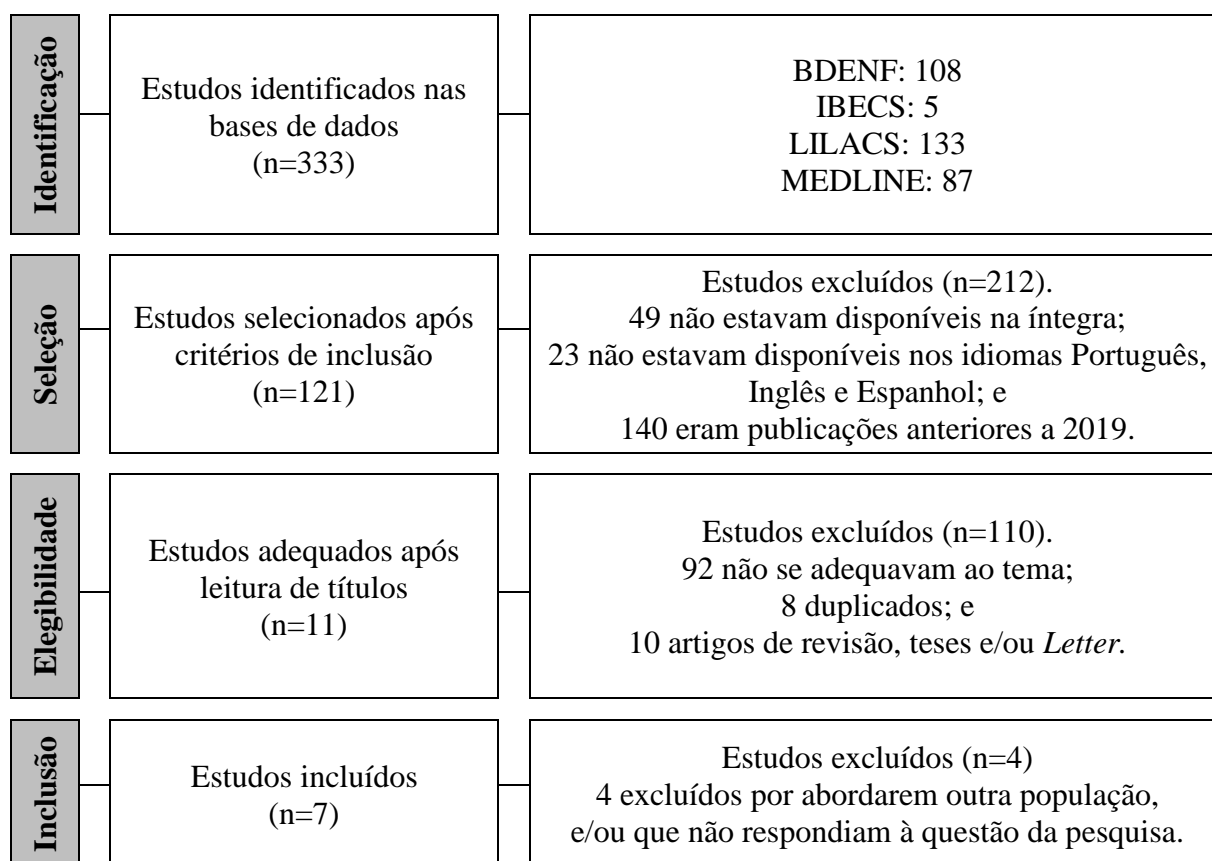 Identificação
Estudos identificados nas
bases de dados
(n=333)
BDENF: 108
IBECS: 5
LILACS: 133
MEDLINE: 87
Seleção
Estudos selecionados após
critérios de inclusão
(n=121)
Estudos excluídos (n=212).
49 não estavam disponíveis na íntegra;
23 não estavam disponíveis nos idiomas Português,
Inglês e Espanhol; e
140 eram publicações anteriores a 2019.
Elegibilidade
Estudos adequados após
leitura de títulos
(n=11)
Estudos excluídos (n=110).
92 não se adequavam ao tema;
8 duplicados; e
10 artigos de revisão, teses e/ou Letter.
Inclusão
Estudos incluídos
(n=7)
Estudos excluídos (n=4)
4 excluídos por abordarem outra população,
e/ou que não respondiam à questão da pesquisa.